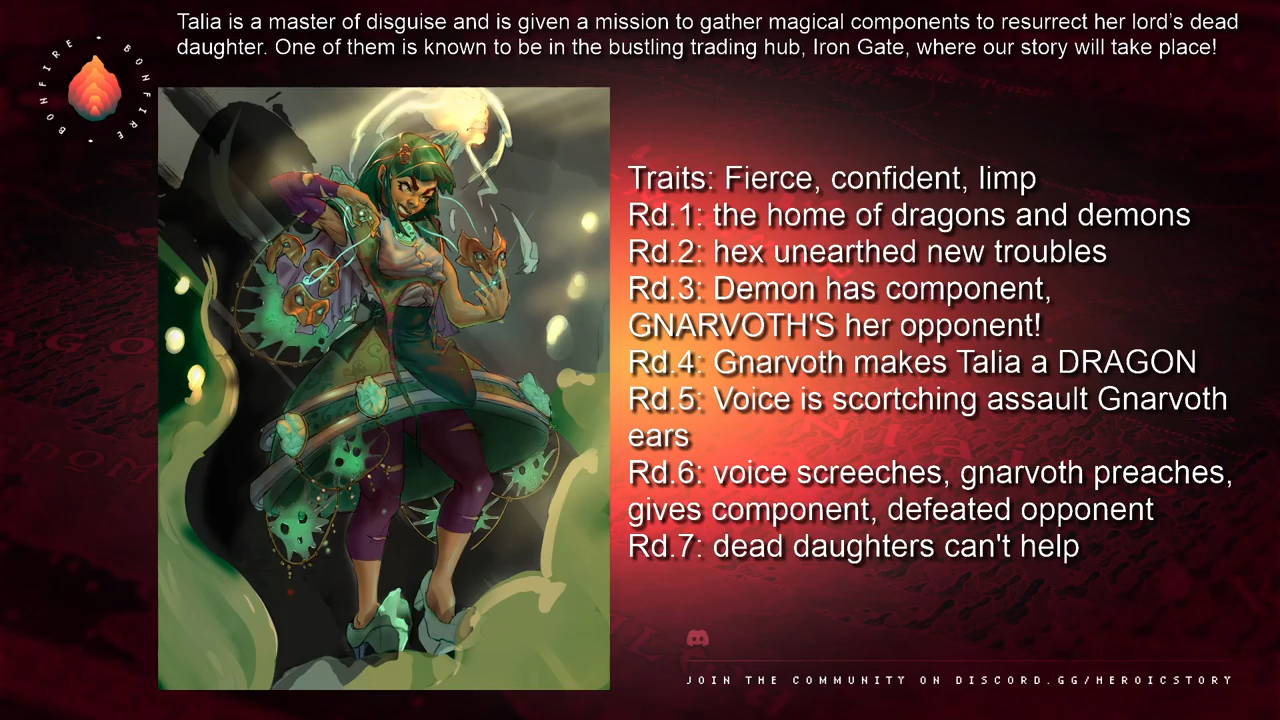 Talia is a master of disguise and is given a mission to gather magical components to resurrect her lord's dead
daughter. One of them is known to be in the bustling trading hub, Iron Gate, where our story will take place!
BONFIRE • BONFIRE •
Traits: Fierce, confident, limp
Rd.1: the home of dragons and demons
Rd.2: hex unearthed new troubles
Rd.3: Demon has component,
GNARVOTH'S her opponent!
Rd.4: Gnarvoth makes Talia a DRAGON
Rd.5: Voice is scortching assault Gnarvoth
ears
Rd.6: voice screeches, gnarvoth preaches,
gives component, defeated opponent
Rd.7: dead daughters can't help
JOIN THE COMMUNITY ON DISCORD.GG/HEROICSTORY